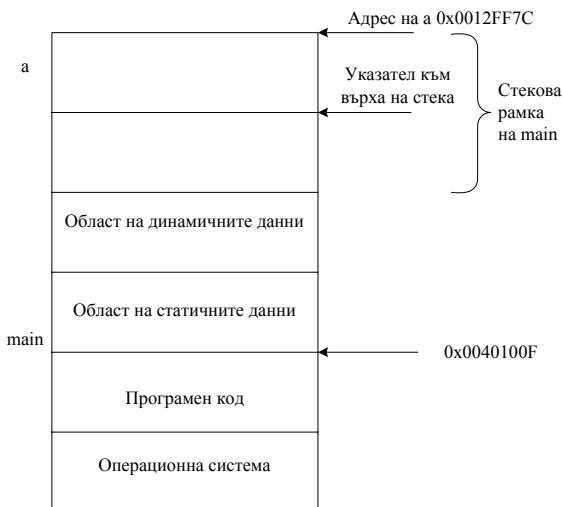 Адрес на a 0x0012FF7C
a
Указател към
върха на стека
Стекова
рамка
на main
Област на динамичните данни
Област на статичните данни
main
0x0040100F
Програмен код
Операционна система